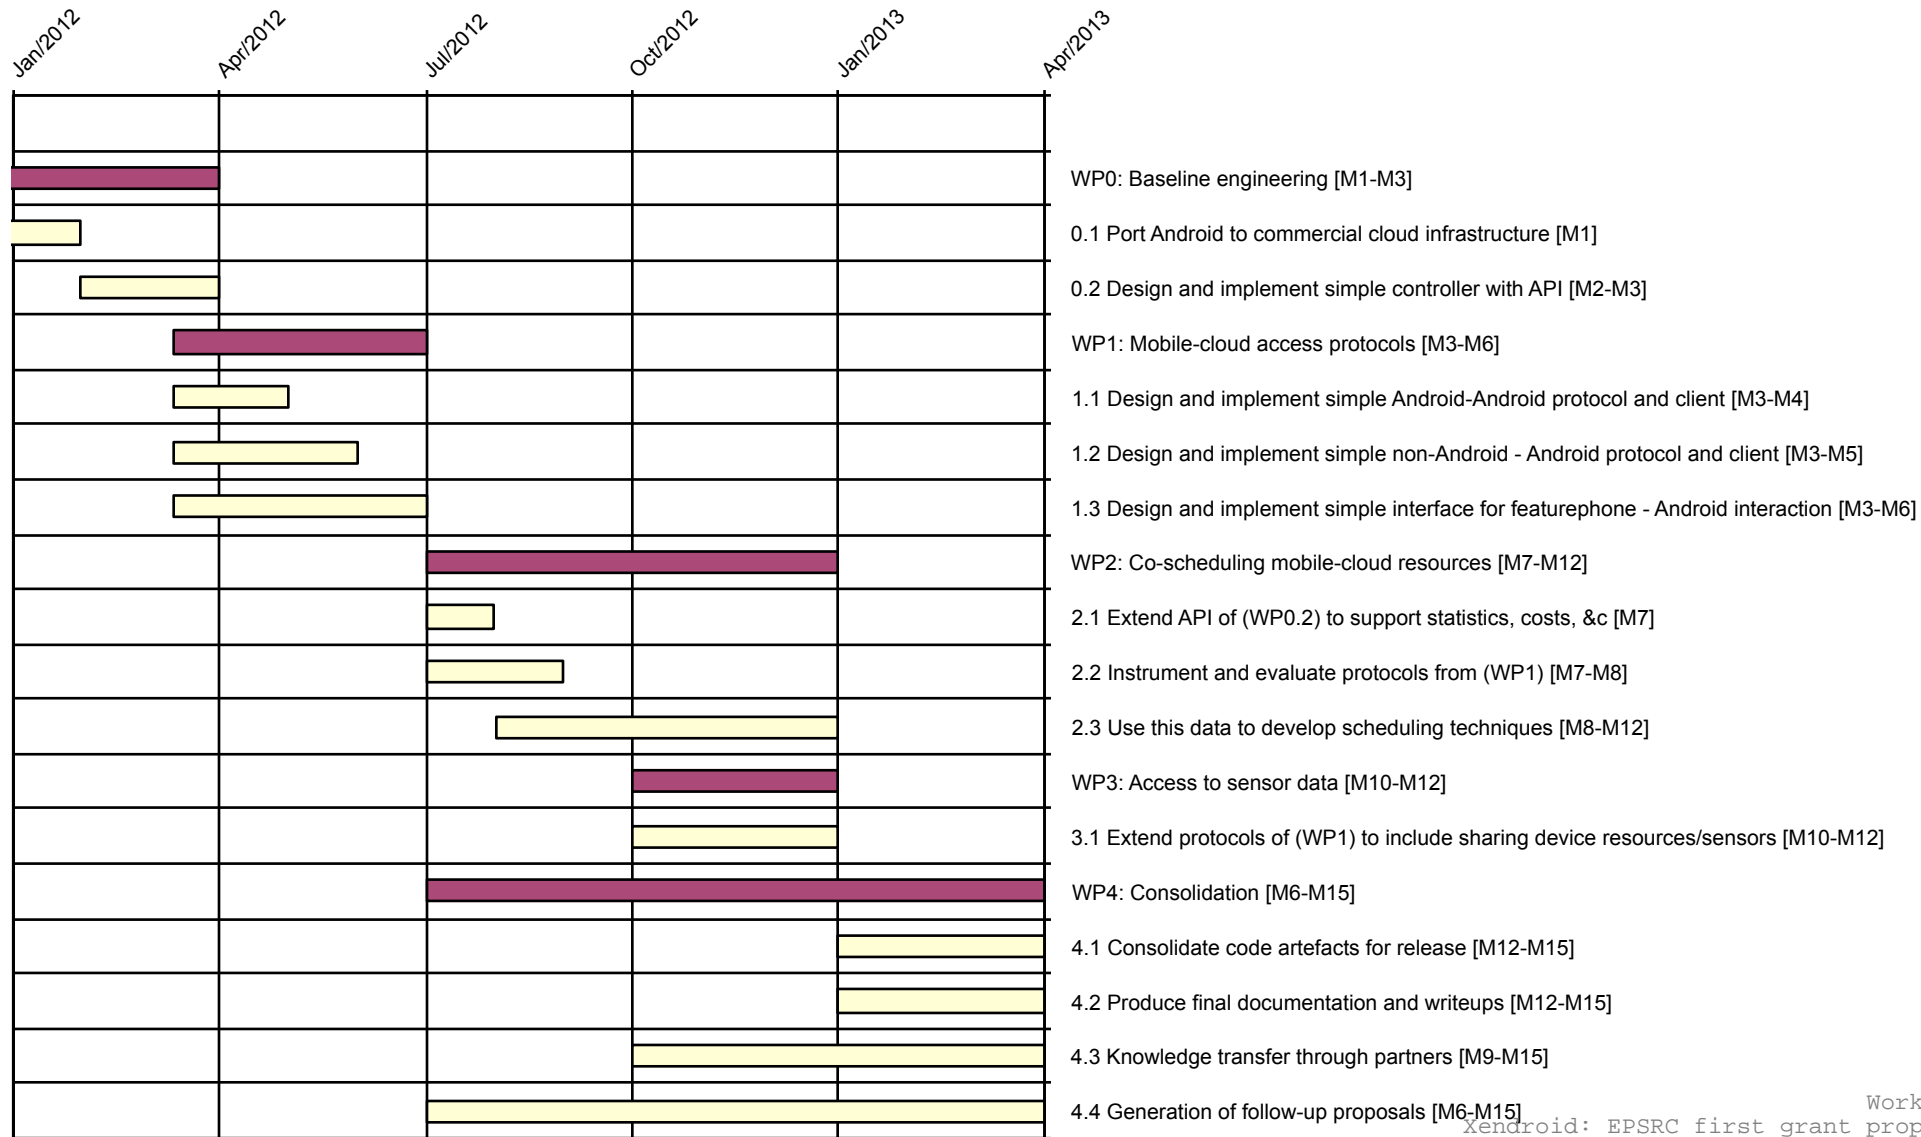 Jan/2012
Apr/2012
Jul/2012
Oct/2012
Jan/2013
Apr/2013
WP0: Baseline engineering [M1-M3]
0.1 Port Android to commercial cloud infrastructure [M1]
0.2 Design and implement simple controller with API [M2-M3]
WP1: Mobile-cloud access protocols [M3-M6]
1.1 Design and implement simple Android-Android protocol and client [M3-M4]
1.2 Design and implement simple non-Android - Android protocol and client [M3-M5]
1.3 Design and implement simple interface for featurephone - Android interaction [M3-M6]
WP2: Co-scheduling mobile-cloud resources [M7-M12]
2.1 Extend API of (WP0.2) to support statistics, costs, &c [M7]
2.2 Instrument and evaluate protocols from (WP1) [M7-M8]
2.3 Use this data to develop scheduling techniques [M8-M12]
WP3: Access to sensor data [M10-M12]
3.1 Extend protocols of (WP1) to include sharing device resources/sensors [M10-M12]
WP4: Consolidation [M6-M15]
4.1 Consolidate code artefacts for release [M12-M15]
4.2 Produce final documentation and writeups [M12-M15]
4.3 Knowledge transfer through partners [M9-M15]
4.4 Generation of follow-up proposals [M6-M15]
Work
Xendroid: EPSRC first grant prop